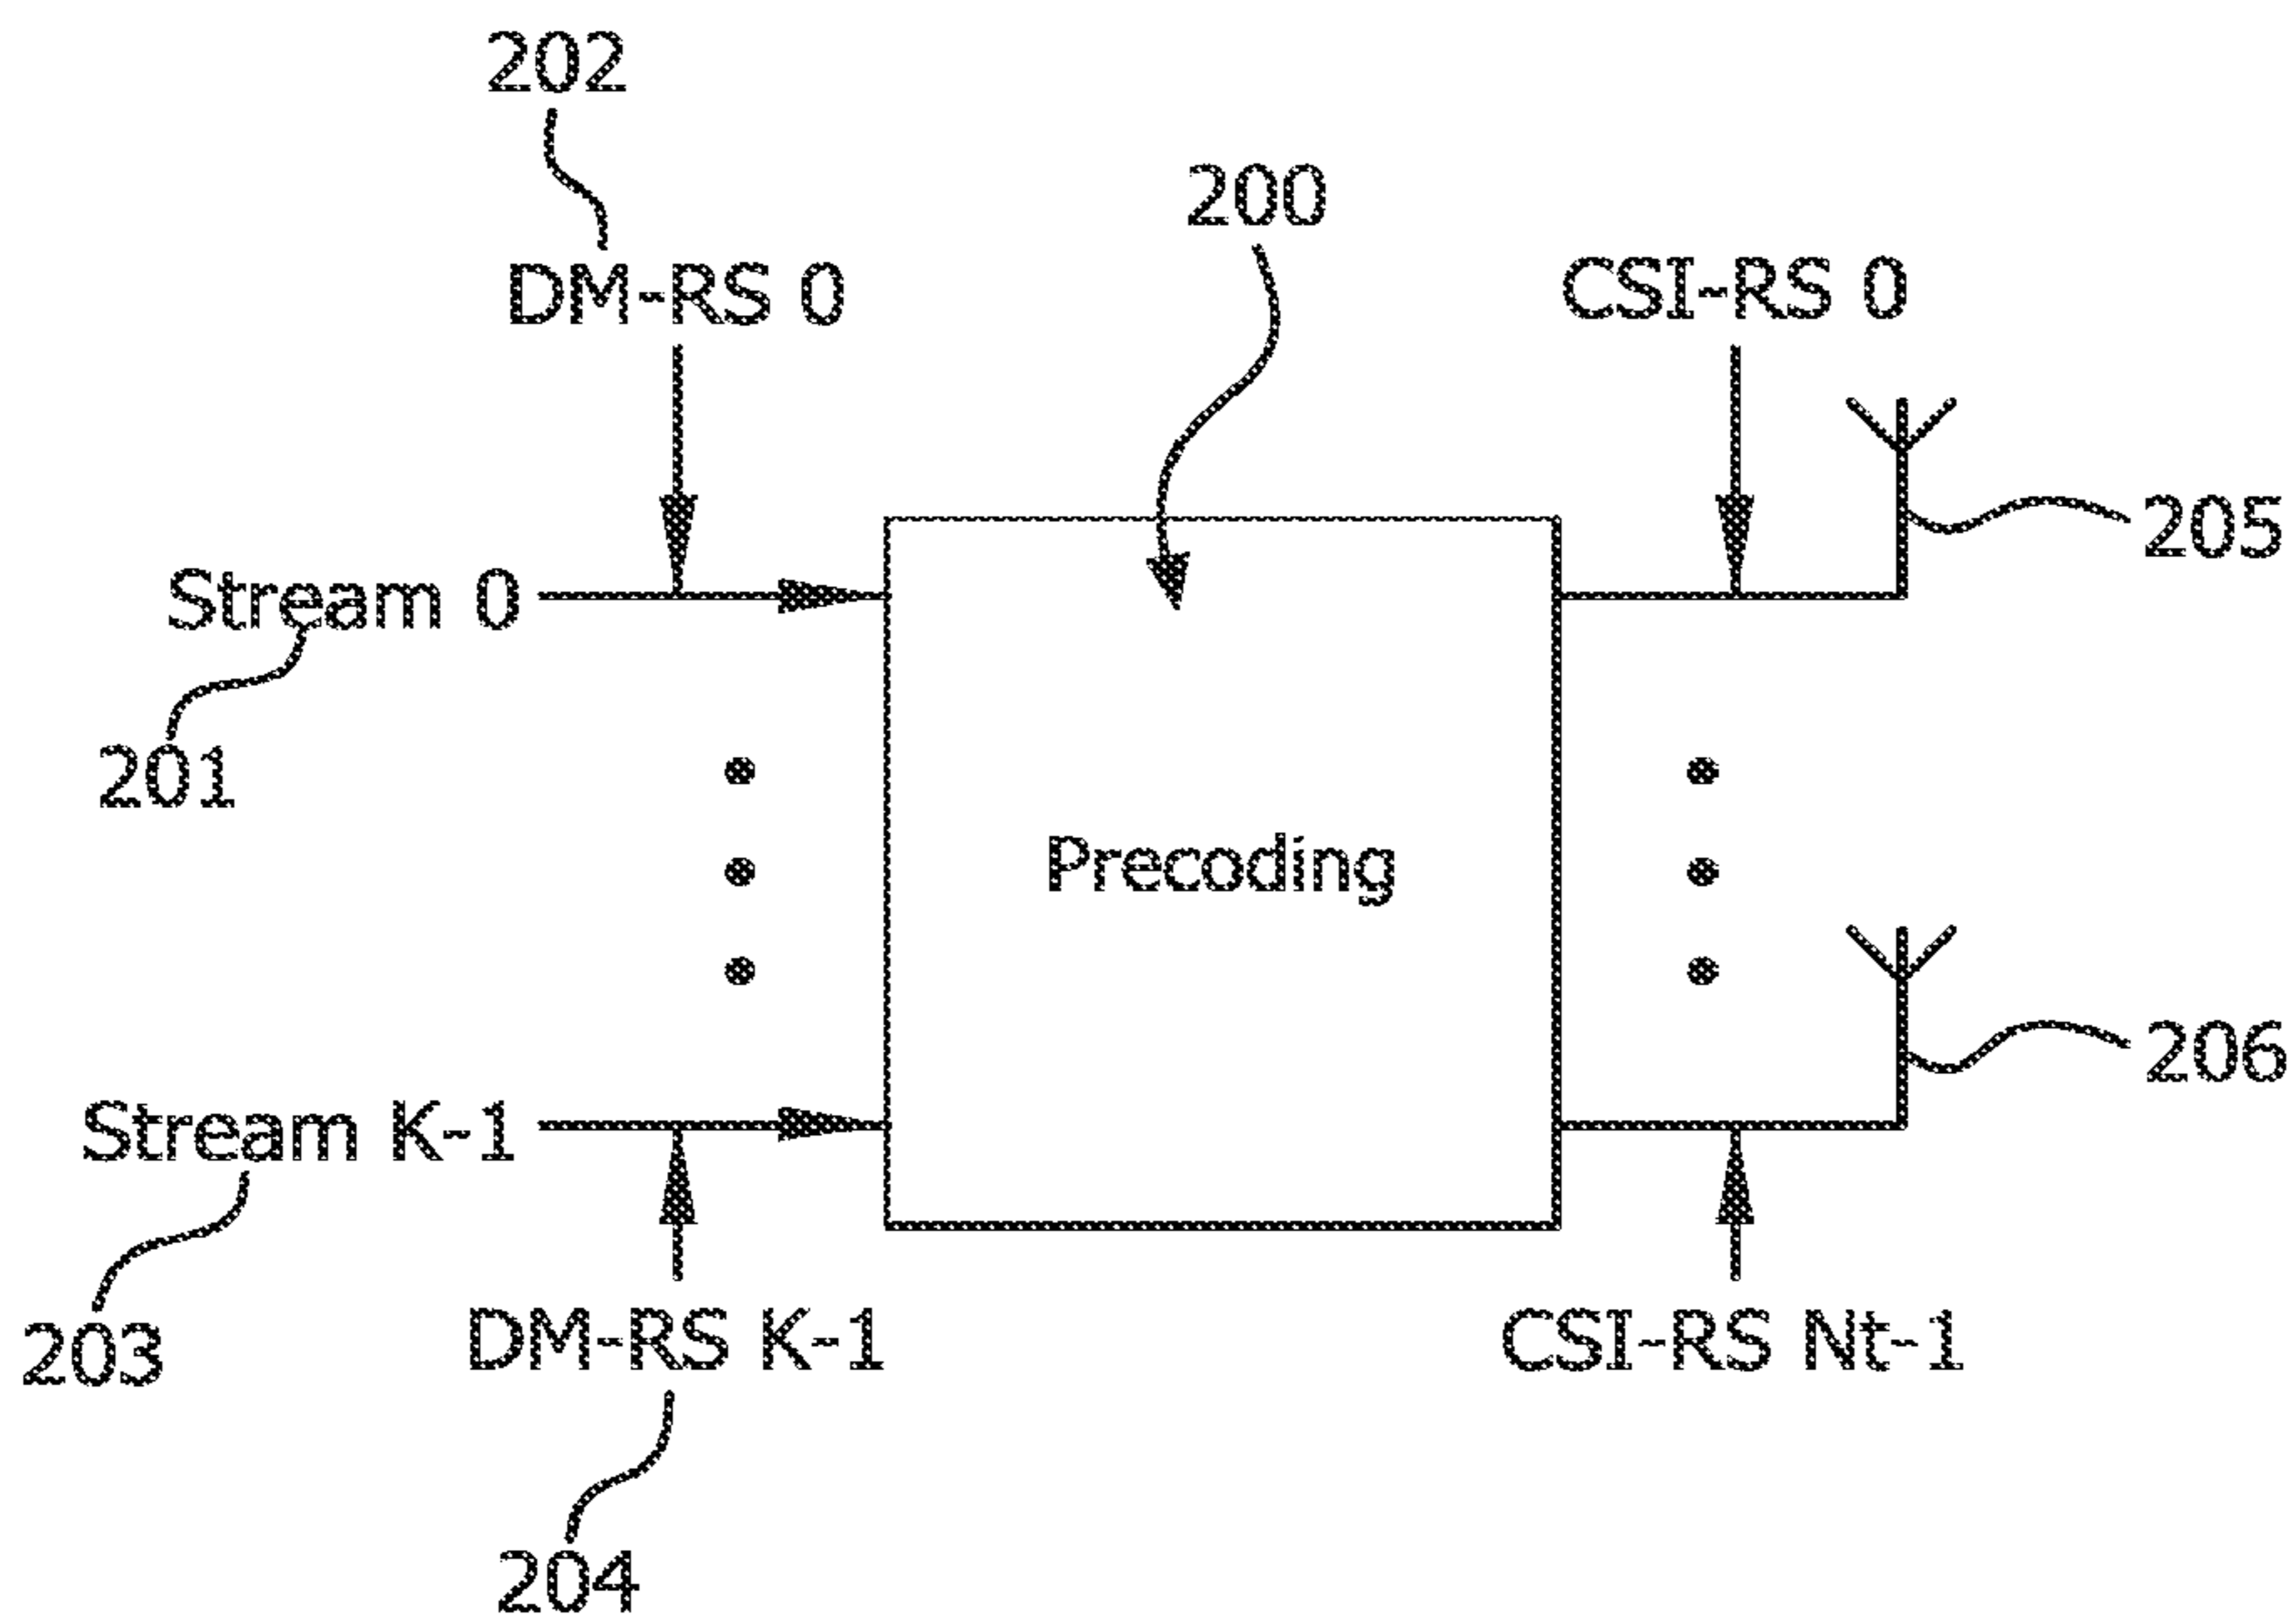 202
200
DM-RS 0
CSI-RS 0
205
Stream 0
201
Precoding
206
Stream K-1
203
DM-RS K-1
CSI-RS Nt-1
204